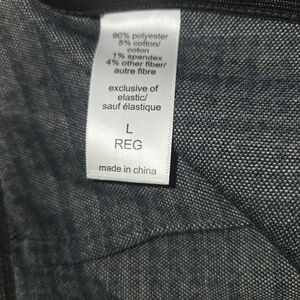 90% polyester
5% cotton/
coton
1% spandex
4% other fiber/
autre fibre
exclusive of
elastic/
sauf élastique
L
REG
made in china